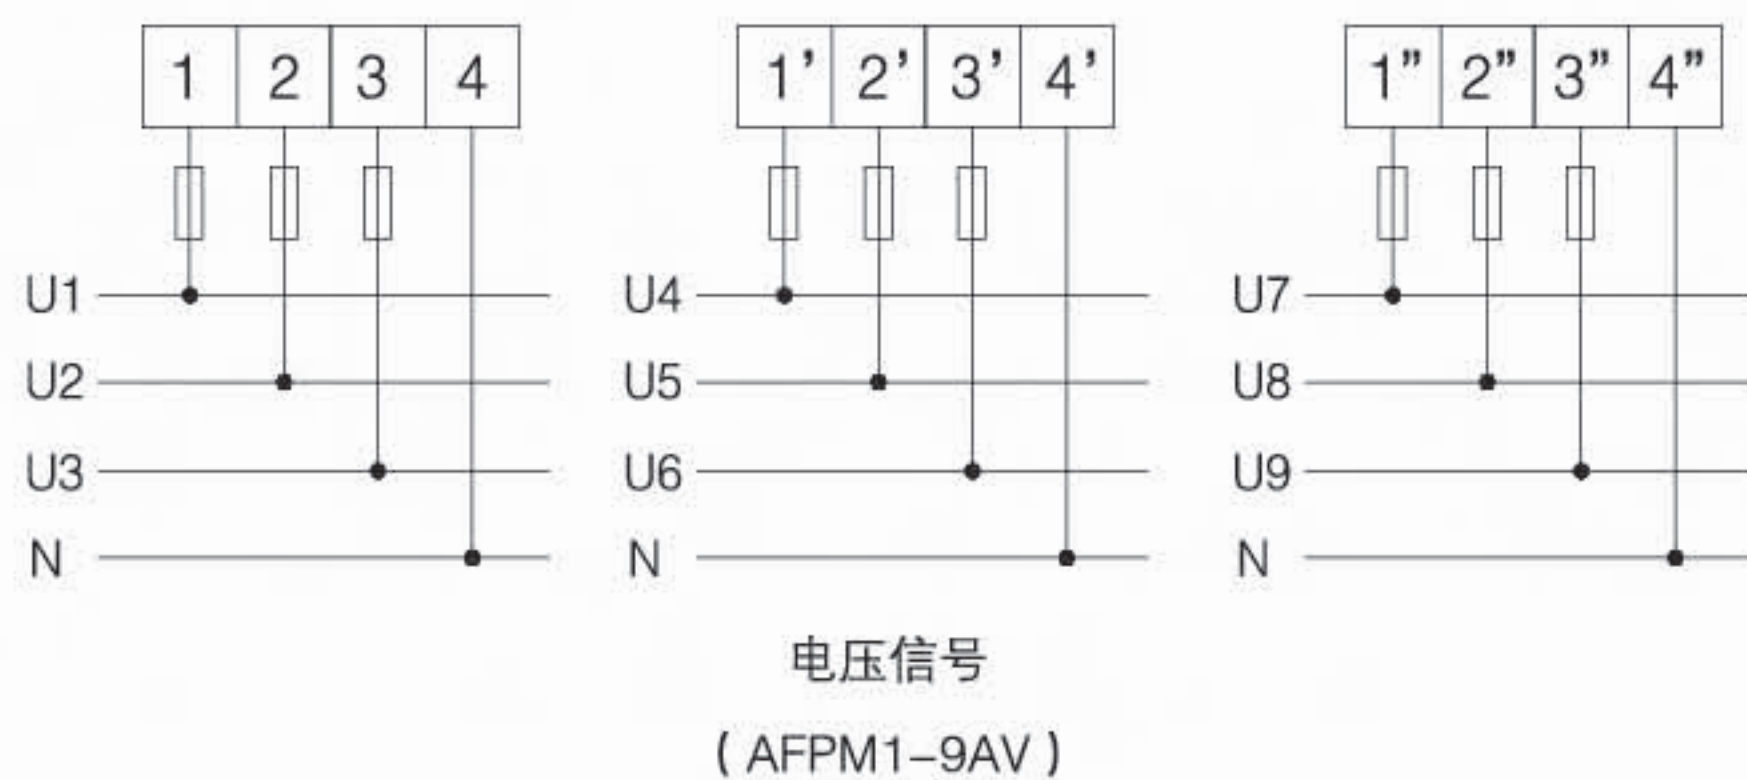 1 2 3 4 1’ 2’ 3’ 4’ 1” 2” 3” 4”
U1 U4 U7
U2 U5 U8
U3 U6 U9
N N N
电压信号
( AFPM1–9AV )